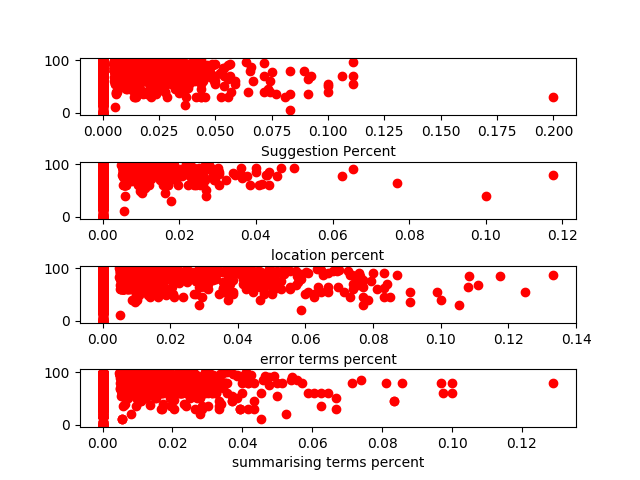 100
0
0.000 0.025 0.050 0.075 0.100 0.125 0.150 0.175 0.200
Suggestion Percent
100
0
0.00 0.02 0.04 0.06 0.08 0.10 0.12
location percent
100
0
0.00 0.02 0.04 0.06 0.08 0.10 0.12 0.14
error terms percent
100
0
0.00 0.02 0.04 0.06 0.08 0.10 0.12
summarising terms percent